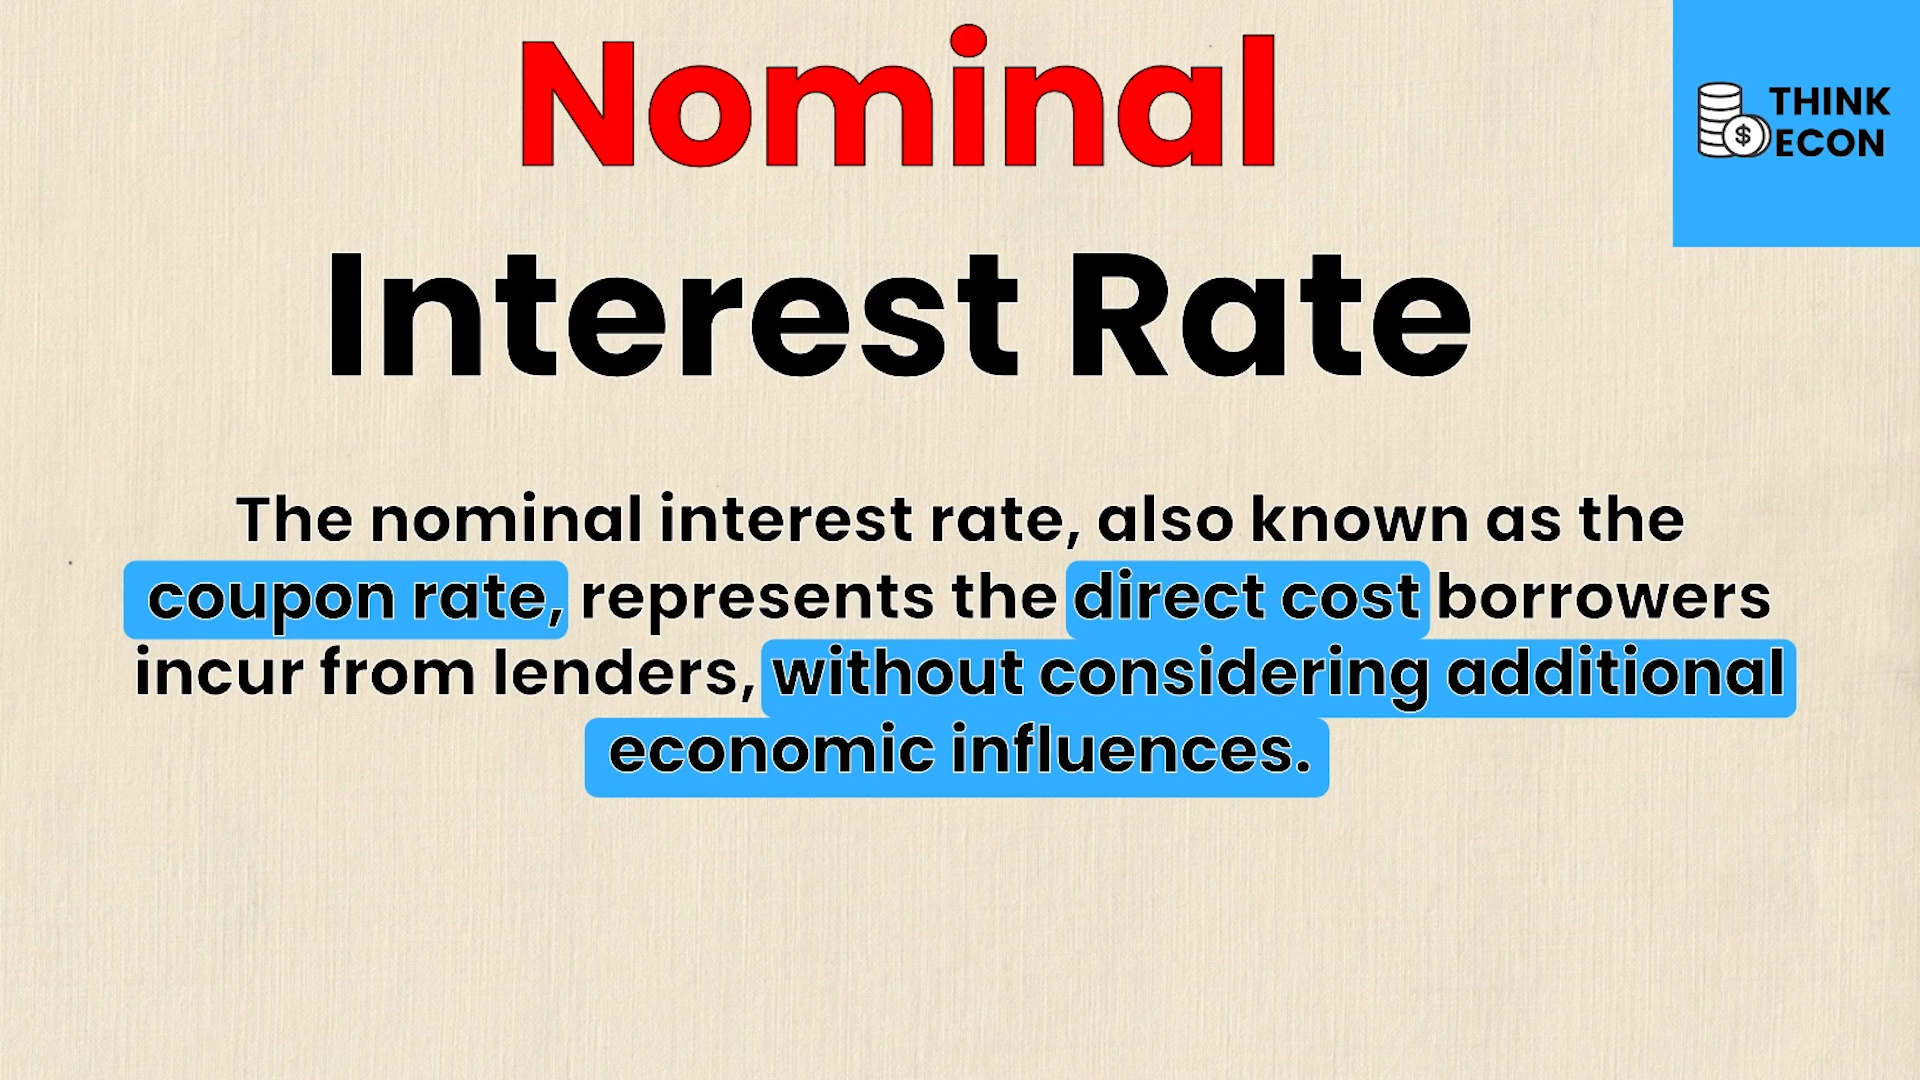 Nominal
Interest Rate
THINK
ECON
$
The nominal interest rate, also known as the
coupon rate, represents the direct cost borrowers
incur from lenders, without considering additional
economic influences.